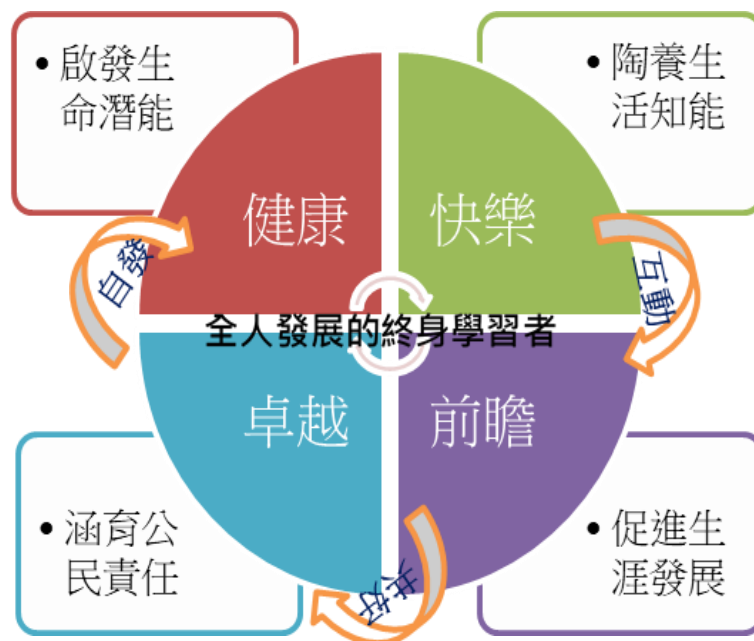 • 啟發生
命潛能
• 陶養生
活知能
健康
快樂
自發
互動
全人發展的終身學習者
卓越
前瞻
• 涵育公
民責任
• 促進生
涯發展
共好